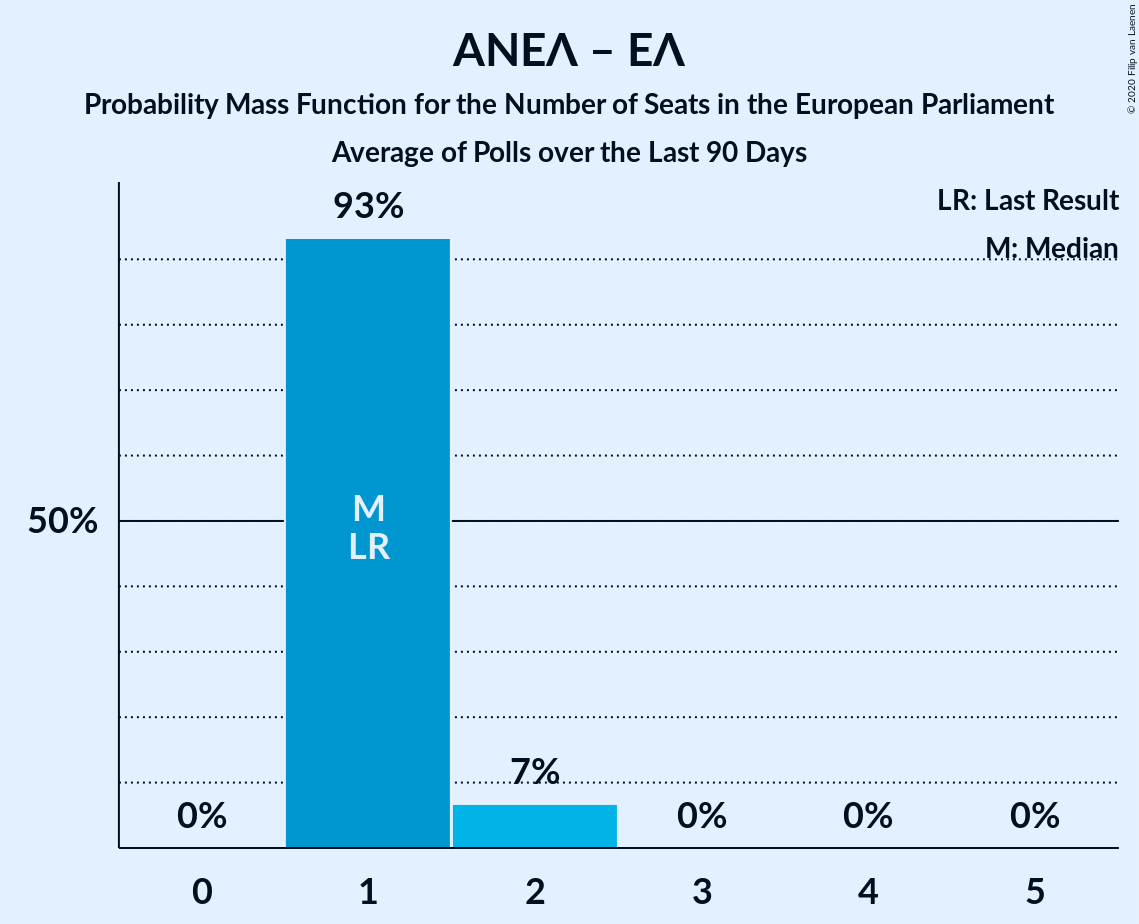 ΑΝΕΛ – ΕΛ
Probability Mass Function for the Number of Seats in the European Parliament
Average of Polls over the Last 90 Days
© 2020 Filip van Laenen
LR: Last Result
M: Median
93%
50%
M
LR
7%
0%
0%
0%
0%
0
1
2
3
4
5